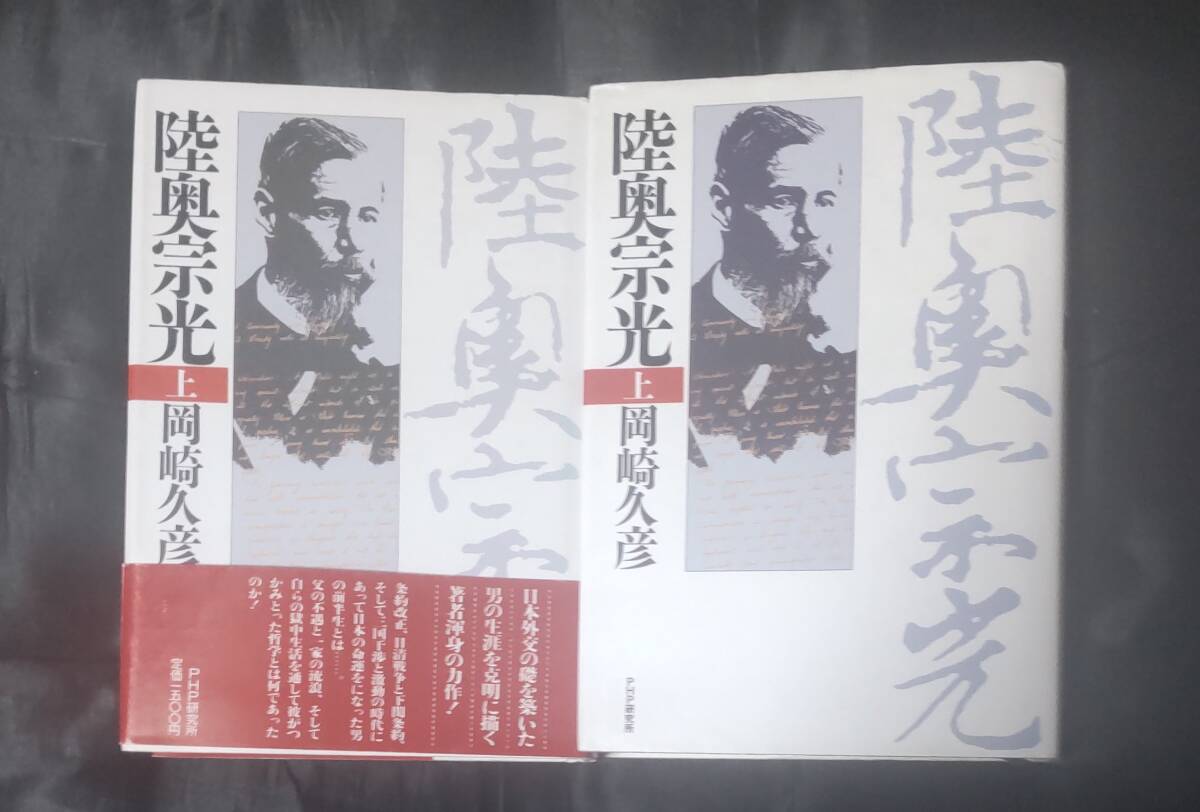 陸奥宗光
上
岡崎久彦
陸奥宗
日本外交の礎を築いた
男の生涯を克明に描く
著者渾身の力作!
条約改正、日清戦争と下関条約、
そして三国干渉と激動の時代に
あって日本の命運をになった男
の前半生とは……。
父の不遇と一家の流浪、そして
自らの獄中生活を通して彼がつ
かみとった哲学とは何であった
のか!
PHP研究所
定価一五〇〇円
陸奥宗光
上
岡崎久彦
陸奥宗光
PHP研究所